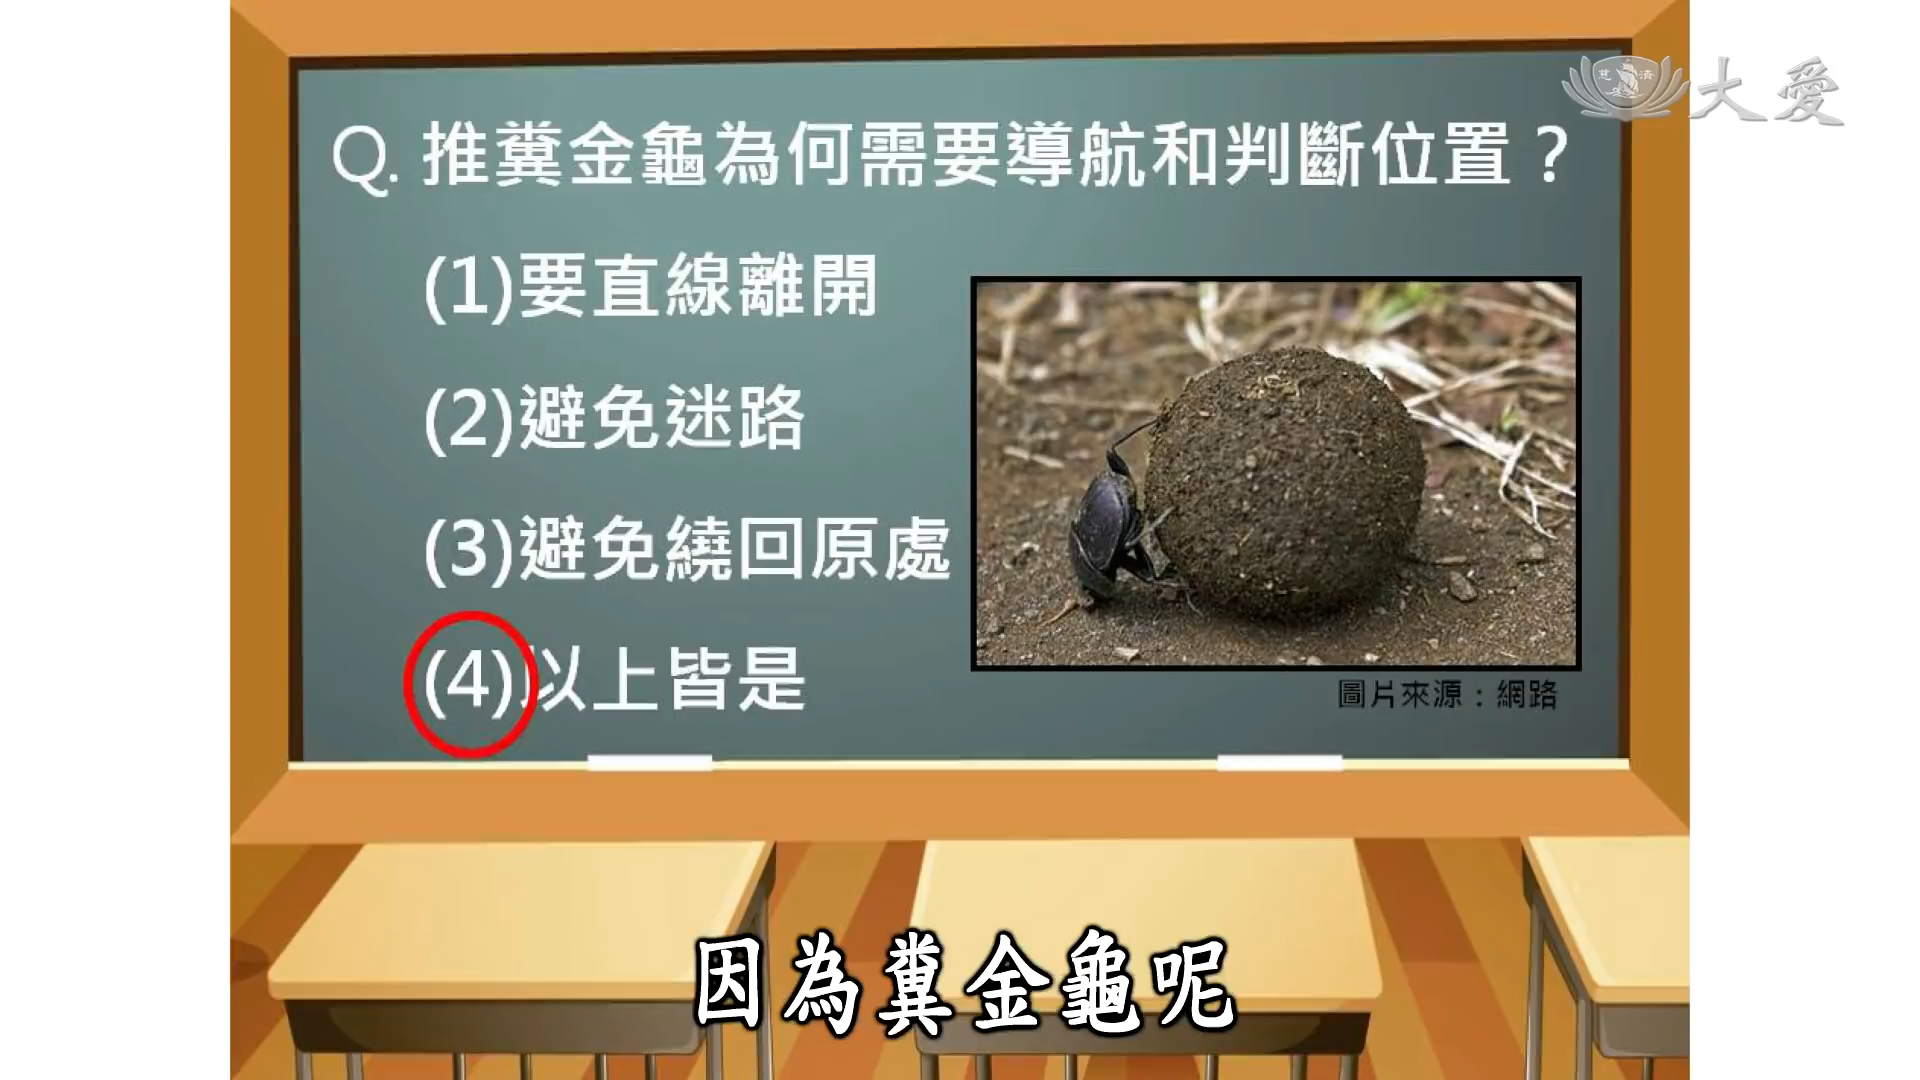 大愛
慈濟
Q. 推糞金龜為何需要導航和判斷位置？
(1)要直線離開
(2)避免迷路
(3)避免繞回原處
(4)以上皆是
圖片來源：網路
因為糞金龜呢